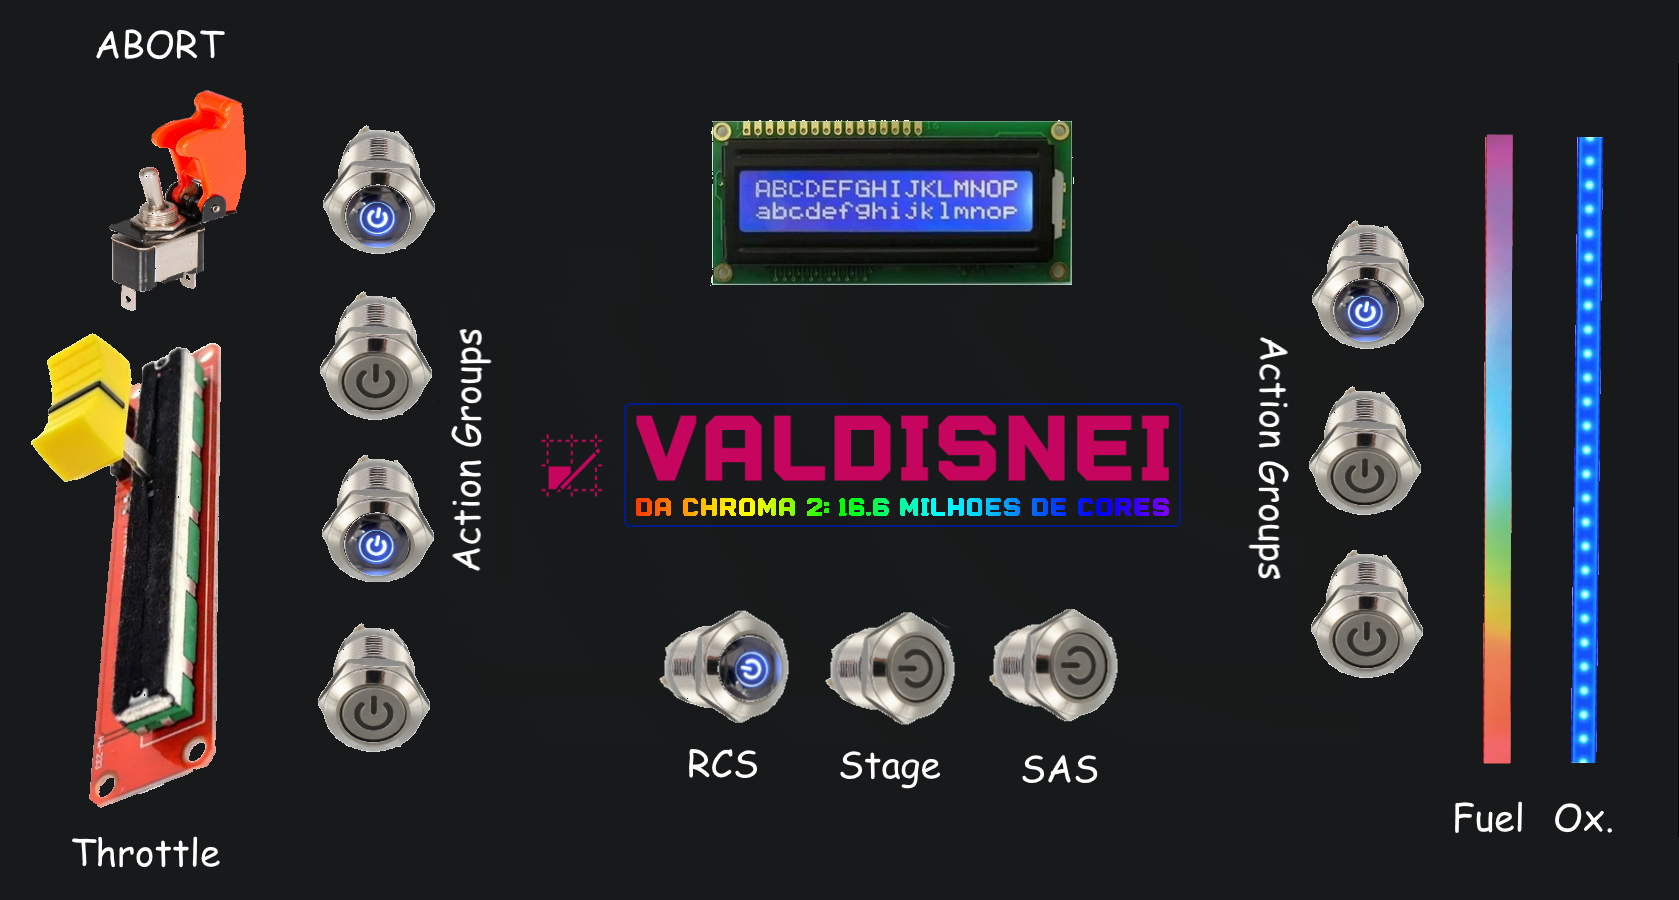 ABORT
ABCDEFGHIJKLMNOP
abcdefghijklmnop
Action Groups
Action Groups
VALDISNEI
DA CHROMA 2: 16.6 MILHOES DE CORES
RCS
Stage
SAS
Fuel
Ox.
Throttle